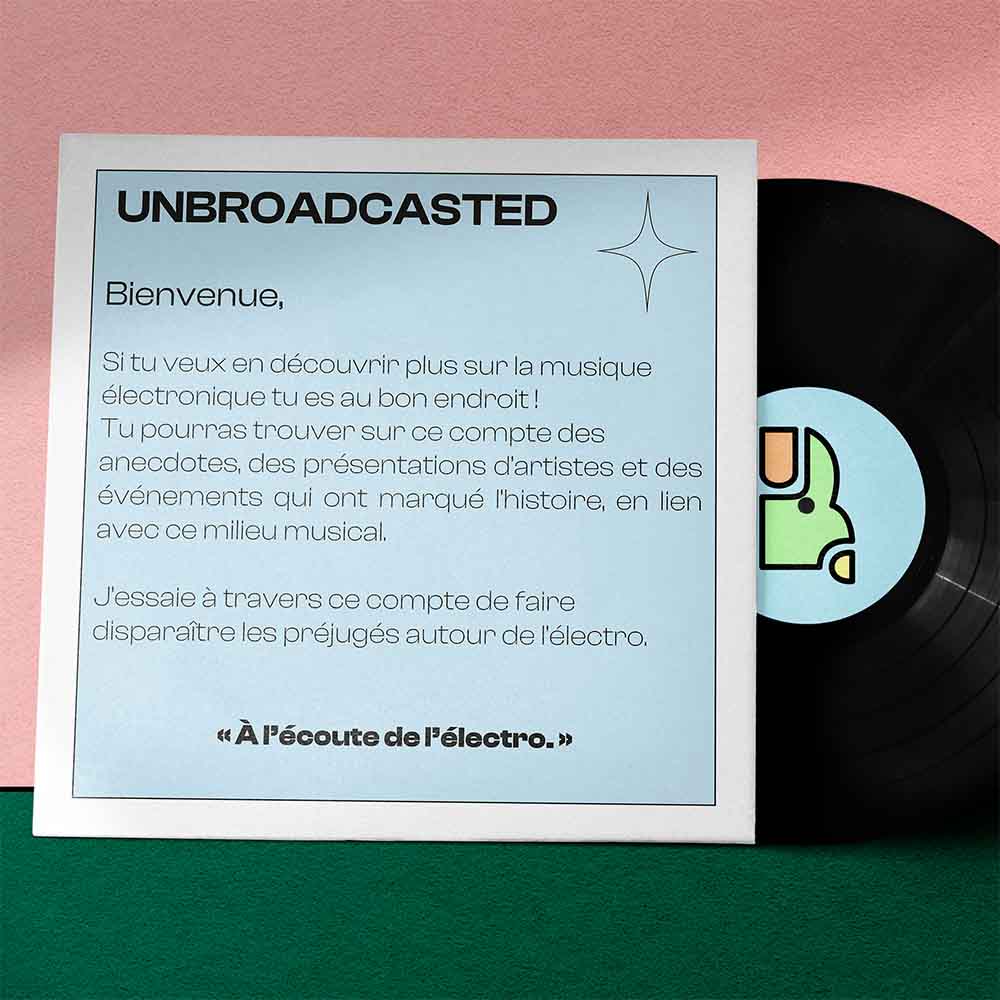 UNBROADCASTED
Bienvenue,
Si tu veux en découvrir plus sur la musique
électronique tu es au bon endroit !
Tu pourras trouver sur ce compte des
anecdotes, des présentations d'artistes et des
événements qui ont marqué l'histoire, en lien
avec ce milieu musical.
J'essaie à travers ce compte de faire
disparaître les préjugés autour de l'électro.
« À l'écoute de l'électro. »